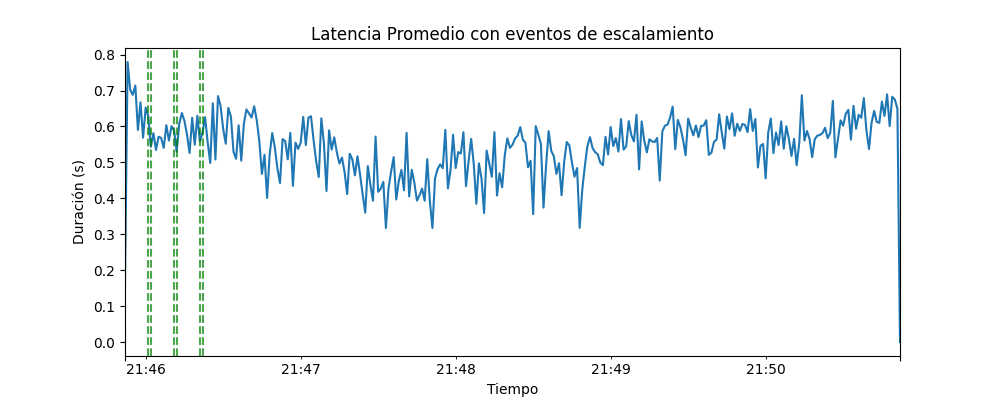 Latencia Promedio con eventos de escalamiento
0.8
0.7
0.6
0.5
0.4
0.3
0.2
0.1
0.0
Duración (s)
21:46 21:47 21:48 21:49 21:50
Tiempo